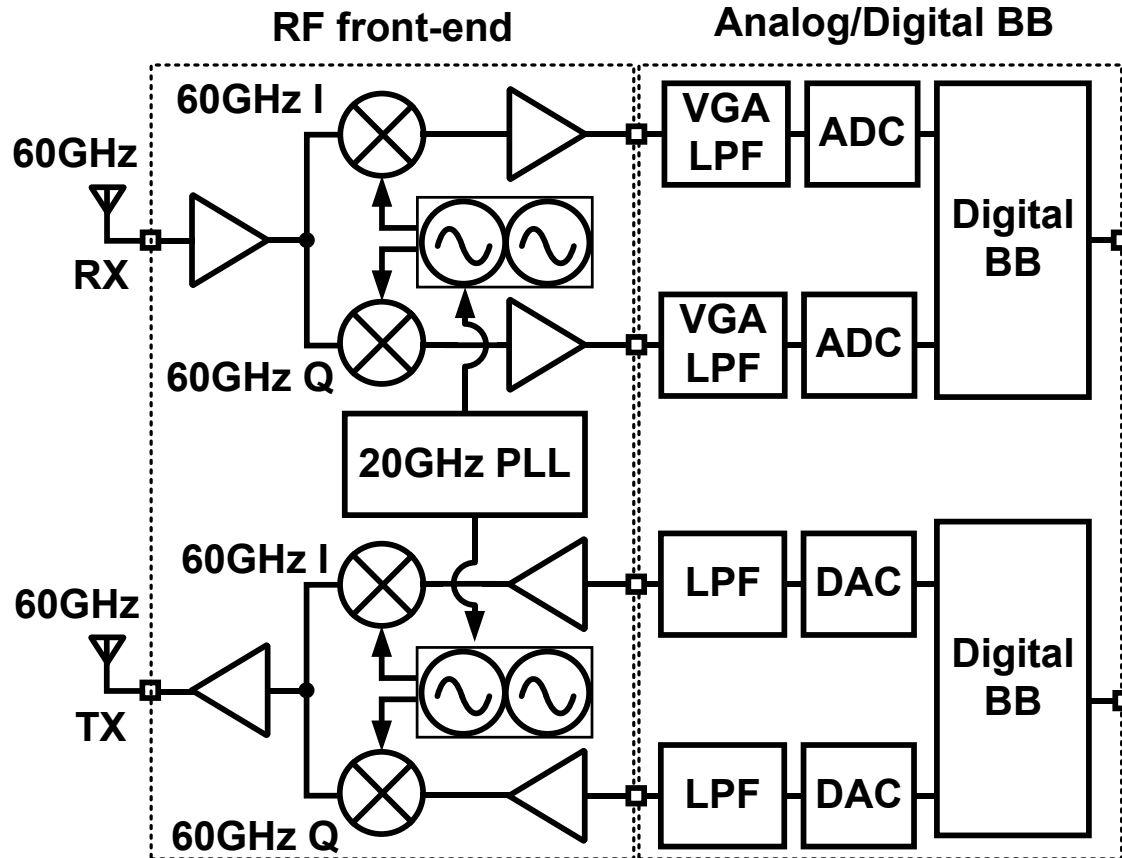 RF front-end
Analog/Digital BB
60GHz I
60GHz
RX
60GHz Q
VGA
LPF
ADC
Digital
BB
VGA
LPF
ADC
20GHz PLL
60GHz I
60GHz
TX
60GHz Q
LPF
DAC
Digital
BB
LPF
DAC